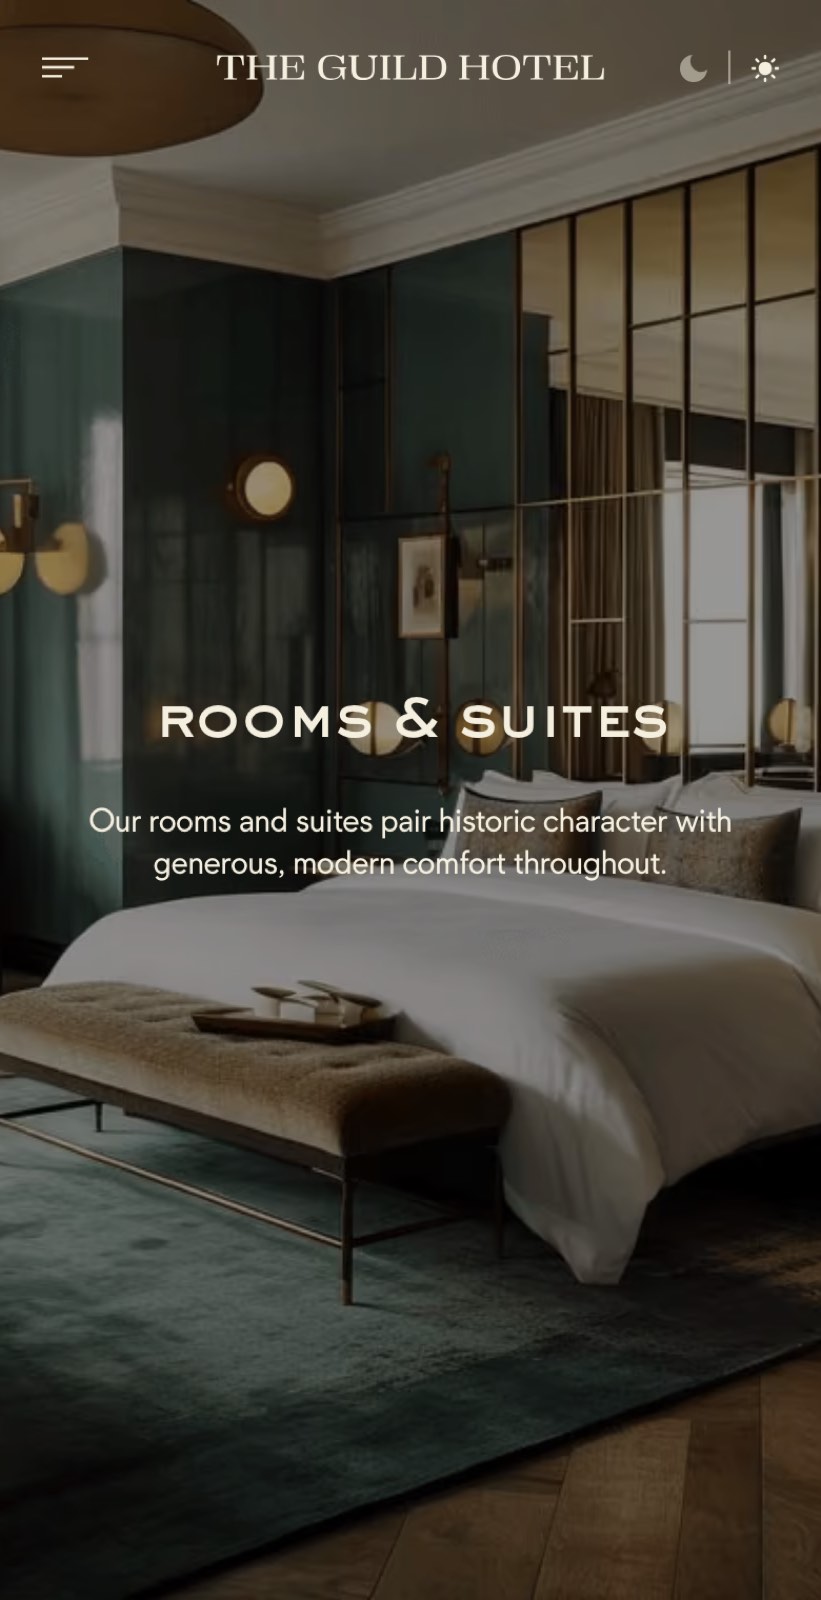 THE GUILD HOTEL
ROOMS & SUITES
Our rooms and suites pair historic character with
generous, modern comfort throughout.